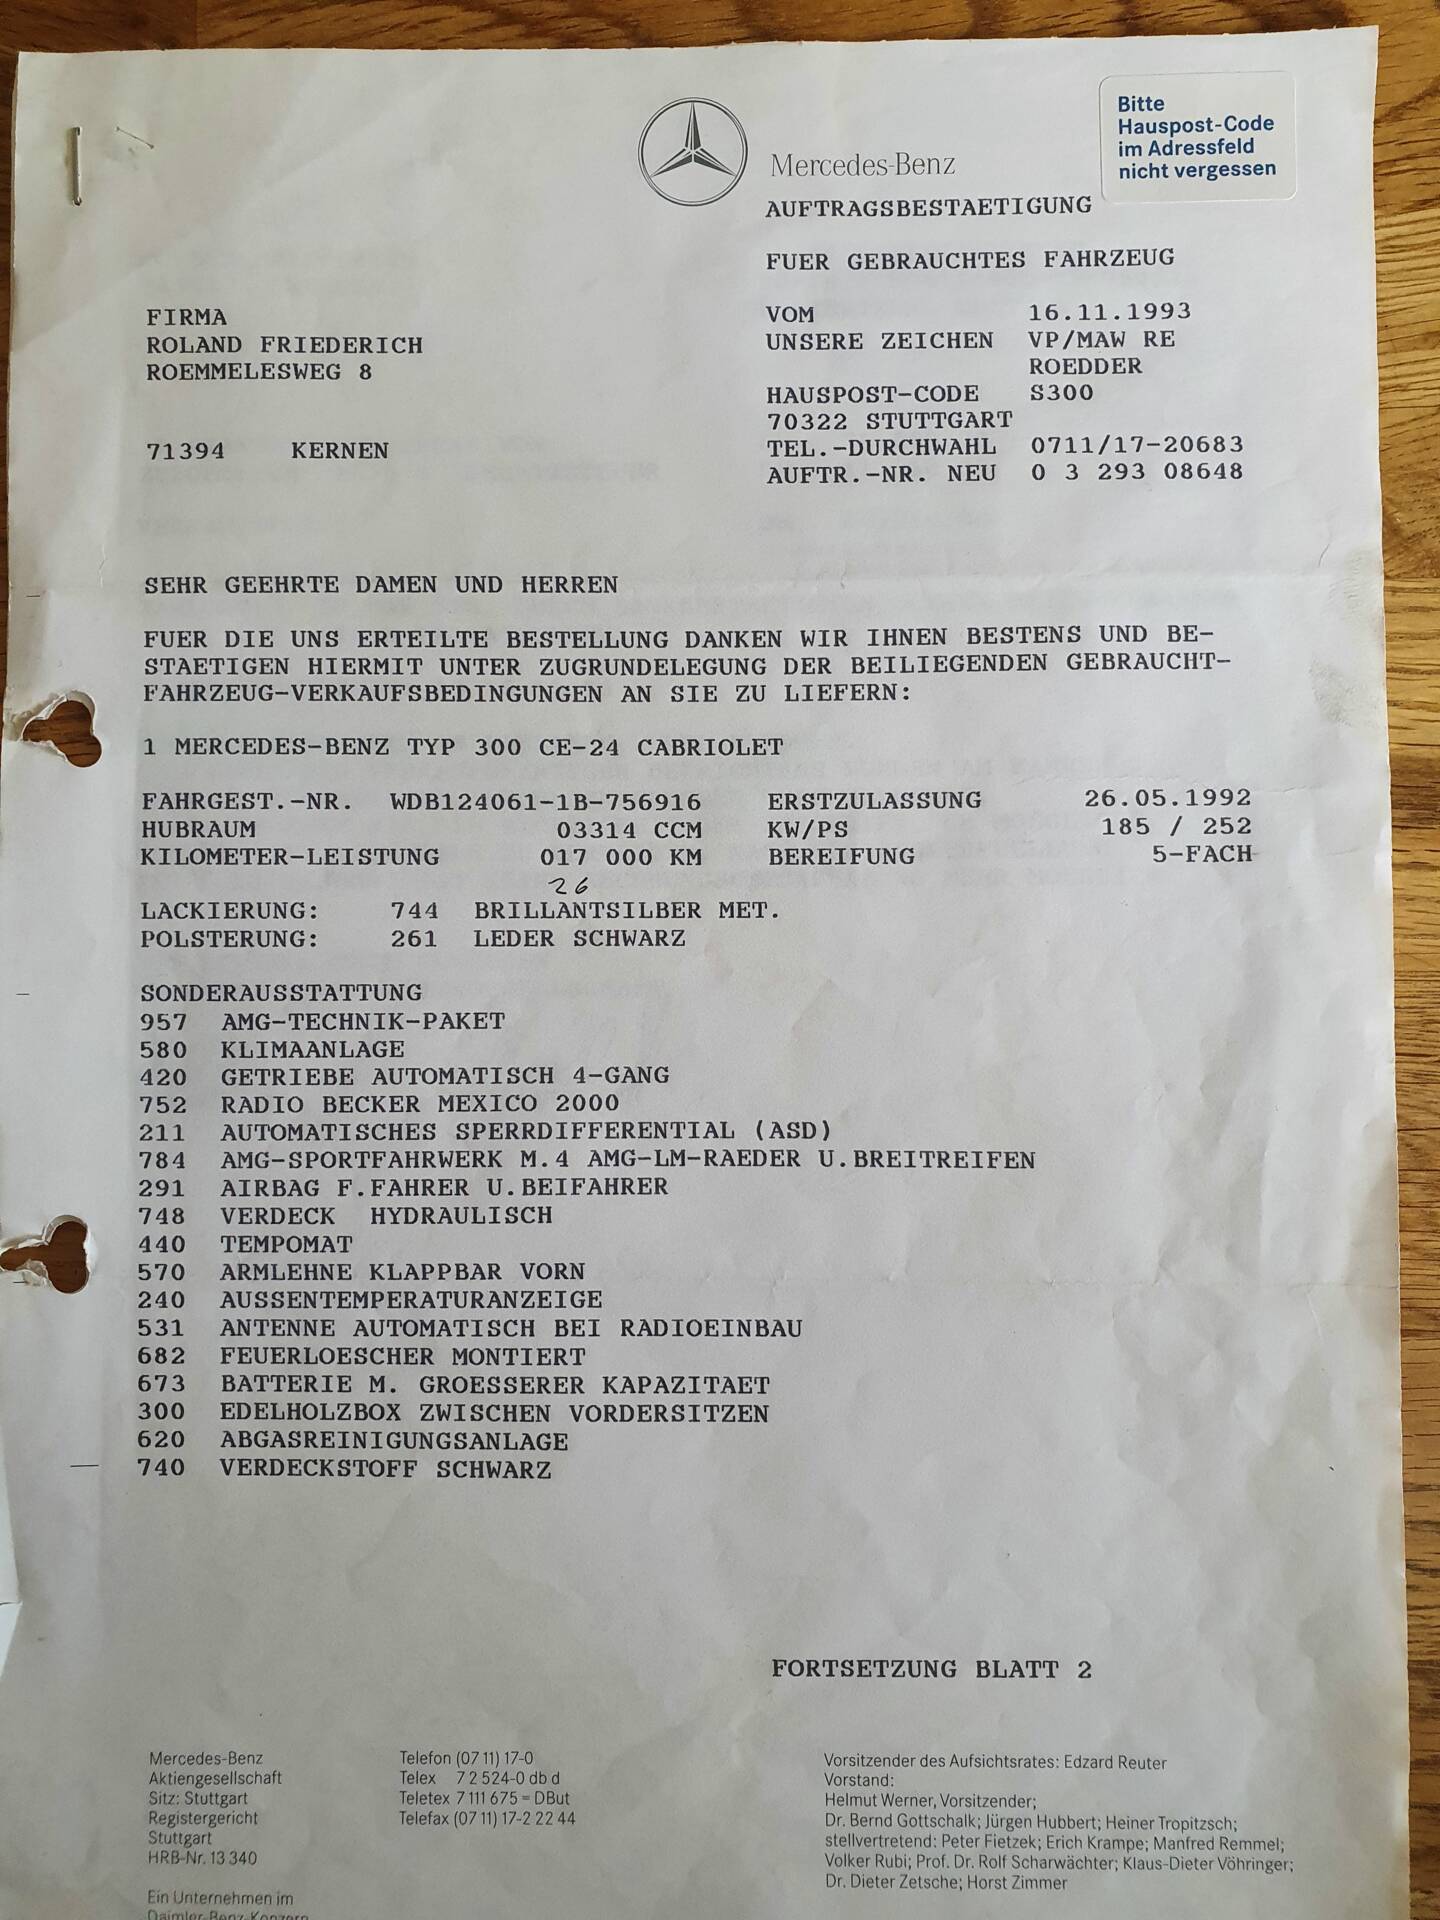 Bitte
Hauspost-Code
im Adressfeld
nicht vergessen
Mercedes-Benz
AUFTRAGSBESTAETIGUNG
FUER GEBRAUCHTES FAHRZEUG
FIRMA
ROLAND FRIEDERICH
ROEMMELESWEG 8
71394 KERNEN
VOM 16.11.1993
UNSERE ZEICHEN VP/MAW RE
ROEDDER
HAUSPOST-CODE S300
70322 STUTTGART
TEL.-DURCHWAHL 0711/17-20683
AUFTR.-NR. NEU 0 3 293 08648
SEHR GEEHRTE DAMEN UND HERREN
FUER DIE UNS ERTEILTE BESTELLUNG DANKEN WIR IHNEN BESTENS UND BE-
STAETIGEN HIERMIT UNTER ZUGRUNDELEGUNG DER BEILIEGENDEN GEBRAUCHT-
FAHRZEUG-VERKAUFSBEDINGUNGEN AN SIE ZU LIEFERN:
1 MERCEDES-BENZ TYP 300 CE-24 CABRIOLET
FAHRGEST.-NR. WDB124061-1B-756916 ERSTZULASSUNG 26.05.1992
HUBRAUM 03314 CCM KW/PS 185 / 252
KILOMETER-LEISTUNG 017 000 KM BEREIFUNG 5-FACH
26
LACKIERUNG: 744 BRILLANTSILBER MET.
POLSTERUNG: 261 LEDER SCHWARZ
SONDERAUSSTATTUNG
957 AMG-TECHNIK-PAKET
580 KLIMAANLAGE
420 GETRIEBE AUTOMATISCH 4-GANG
752 RADIO BECKER MEXICO 2000
211 AUTOMATISCHES SPERRDIFFERENTIAL (ASD)
784 AMG-SPORTFAHRWERK M.4 AMG-LM-RAEDER U.BREITREIFEN
291 AIRBAG F.FAHRER U.BEIFAHRER
748 VERDECK HYDRAULISCH
440 TEMPOMAT
570 ARMLEHNE KLAPPBAR VORN
240 AUSSENTEMPERATURANZEIGE
531 ANTENNE AUTOMATISCH BEI RADIOEINBAU
682 FEUERLOESCHER MONTIERT
673 BATTERIE M. GROESSERER KAPAZITAET
300 EDELHOLZBOX ZWISCHEN VORDERSITZEN
620 ABGASREINIGUNGSANLAGE
740 VERDECKSTOFF SCHWARZ
FORTSETZUNG BLATT 2
Mercedes-Benz
Aktiengesellschaft
Sitz: Stuttgart
Registergericht
Stuttgart
HRB-Nr. 13 340
Ein Unternehmen im
Daimler-Benz-Konzern
Telefon (07 11) 17-0
Telex 7 2 524-0 db d
Teletex 7 111 675 = DBut
Telefax (07 11) 17-2 22 44
Vorsitzender des Aufsichtsrates: Edzard Reuter
Vorstand:
Helmut Werner, Vorsitzender;
Dr. Bernd Gottschalk; Jürgen Hubbert; Heiner Tropitzsch;
stellvertretend: Peter Fietzek; Erich Krampe; Manfred Remmel;
Volker Rubi; Prof. Dr. Rolf Scharwächter; Klaus-Dieter Vöhringer;
Dr. Dieter Zetsche; Horst Zimmer